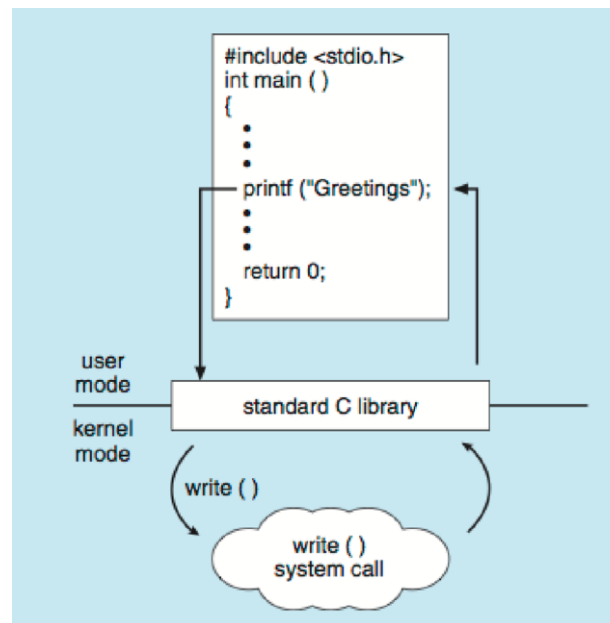 #include <stdio.h>
int main ( )
{
•
•
•
printf ("Greetings");
•
•
•
return 0;
}
user
mode
standard C library
kernel
mode
write ( )
write ( )
system call